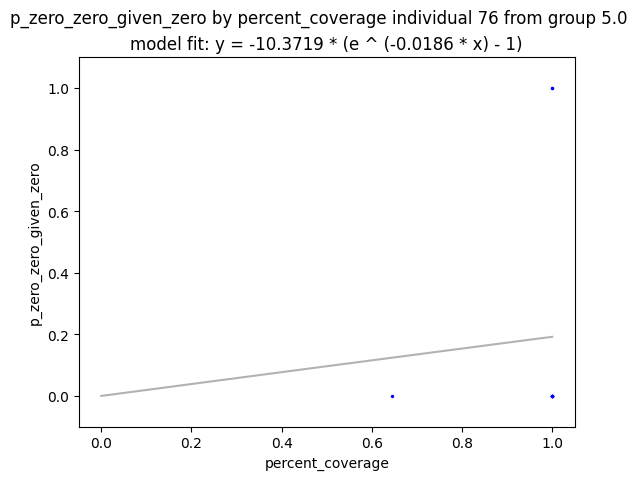 p_zero_zero_given_zero by percent_coverage individual 76 from group 5.0
model fit: y = -10.3719 * (e ^ (-0.0186 * x) - 1)
1.0
0.8
0.6
0.4
0.2
0.0
p_zero_zero_given_zero
0.0 0.2 0.4 0.6 0.8 1.0
percent_coverage